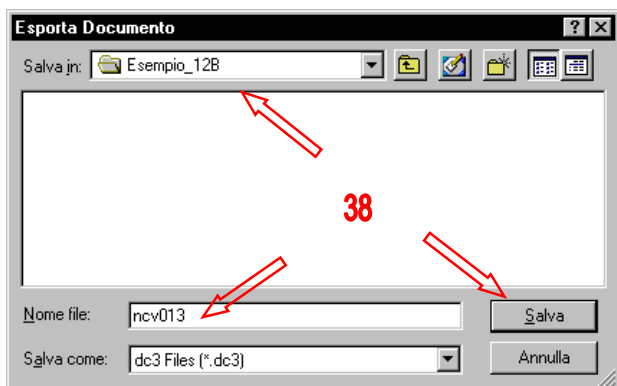 Esporta Documento
Salva in: Esempio_12B
38
Nome file: ncv013 Salva
Salva come: dc3 Files (*.dc3) Annulla